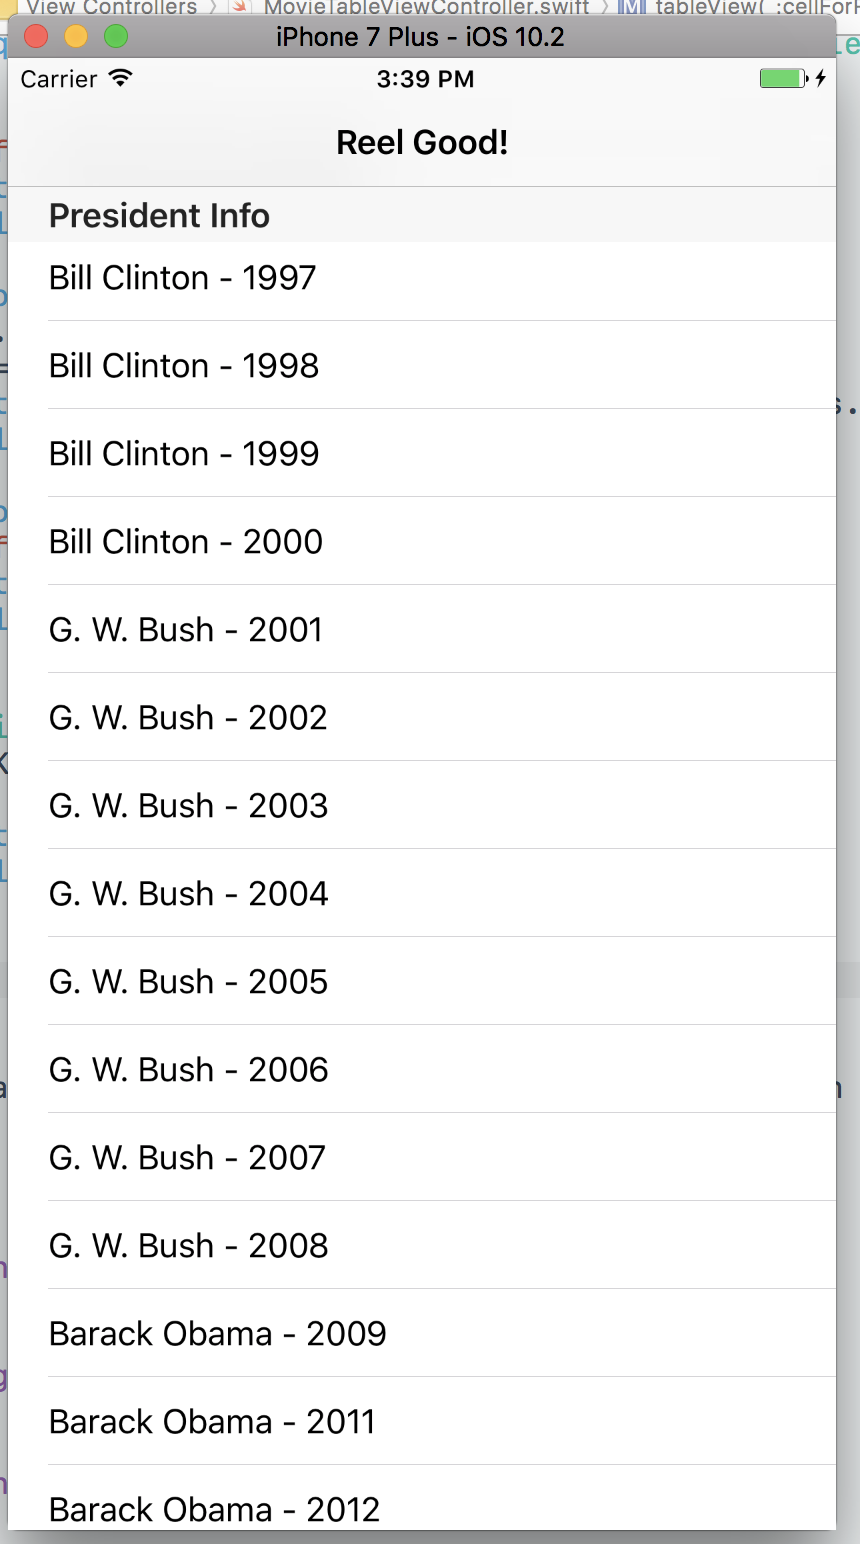 View Controllers MovieTableViewController.swift M tableView(_:cellForR
iPhone 7 Plus - iOS 10.2
Carrier 3:39 PM
Reel Good!
President Info
Bill Clinton - 1997
Bill Clinton - 1998
Bill Clinton - 1999
Bill Clinton - 2000
G. W. Bush - 2001
G. W. Bush - 2002
G. W. Bush - 2003
G. W. Bush - 2004
G. W. Bush - 2005
G. W. Bush - 2006
G. W. Bush - 2007
G. W. Bush - 2008
Barack Obama - 2009
Barack Obama - 2011
Barack Obama - 2012